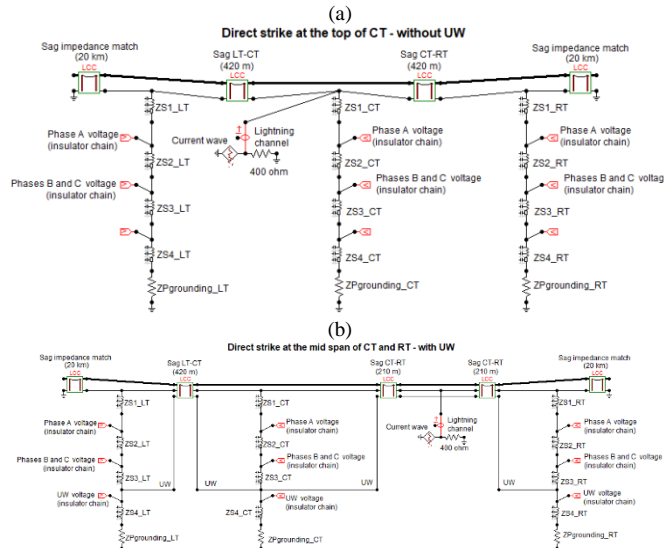 (a)
Direct strike at the top of CT - without UW
Sag impedance match
(20 km)
LCC
Sag LT-CT
(420 m)
LCC
Sag CT-RT
(420 m)
LCC
Sag impedance match
(20 km)
LCC
ZS1_LT
ZS1_CT
ZS1_RT
Current wave
Lightning
channel
400 ohm
Phase A voltage
(insulator chain)
Phase A voltage
(insulator chain)
Phase A voltage
(insulator chain)
ZS2_LT
ZS2_CT
ZS2_RT
Phases B and C voltage
(insulator chain)
Phases B and C voltage
(insulator chain)
Phases B and C voltage
(insulator chain)
ZS3_LT
ZS3_CT
ZS3_RT
ZS4_LT
ZS4_CT
ZS4_RT
ZPgrounding_LT
ZPgrounding_CT
ZPgrounding_RT
(b)
Direct strike at the mid span of CT and RT - with UW
Sag impedance match
(20 km)
LCC
Sag LT-CT
(420 m)
LCC
Sag CT-RT
(210 m)
LCC
Sag CT-RT
(210 m)
LCC
Sag impedance match
(20 km)
LCC
ZS1_LT
ZS1_CT
ZS1_RT
Current wave
Lightning
channel
400 ohm
Phase A voltage
(insulator chain)
Phase A voltage
(insulator chain)
Phase A voltage
(insulator chain)
ZS2_LT
ZS2_CT
ZS2_RT
Phases B and C voltage
(insulator chain)
Phases B and C voltage
(insulator chain)
Phases B and C voltage
(insulator chain)
ZS3_LT
ZS3_CT
ZS3_RT
UW
UW
UW
UW
UW voltage
(insulator chain)
UW voltage
(insulator chain)
UW voltage
(insulator chain)
ZS4_LT
ZS4_CT
ZS4_RT
ZPgrounding_LT
ZPgrounding_CT
ZPgrounding_RT